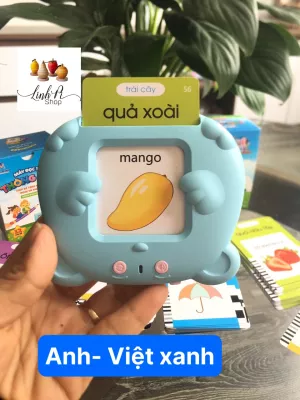 Linh A
Shop
trái cây
56
quả xoài
mango
Anh- Việt xanh